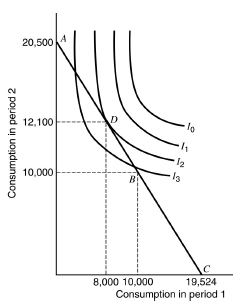 Consumption in period 2
A
20,500
I0
12,100
D
I1
I2
10,000
B
I3
C
8,000 10,000 19,524
Consumption in period 1